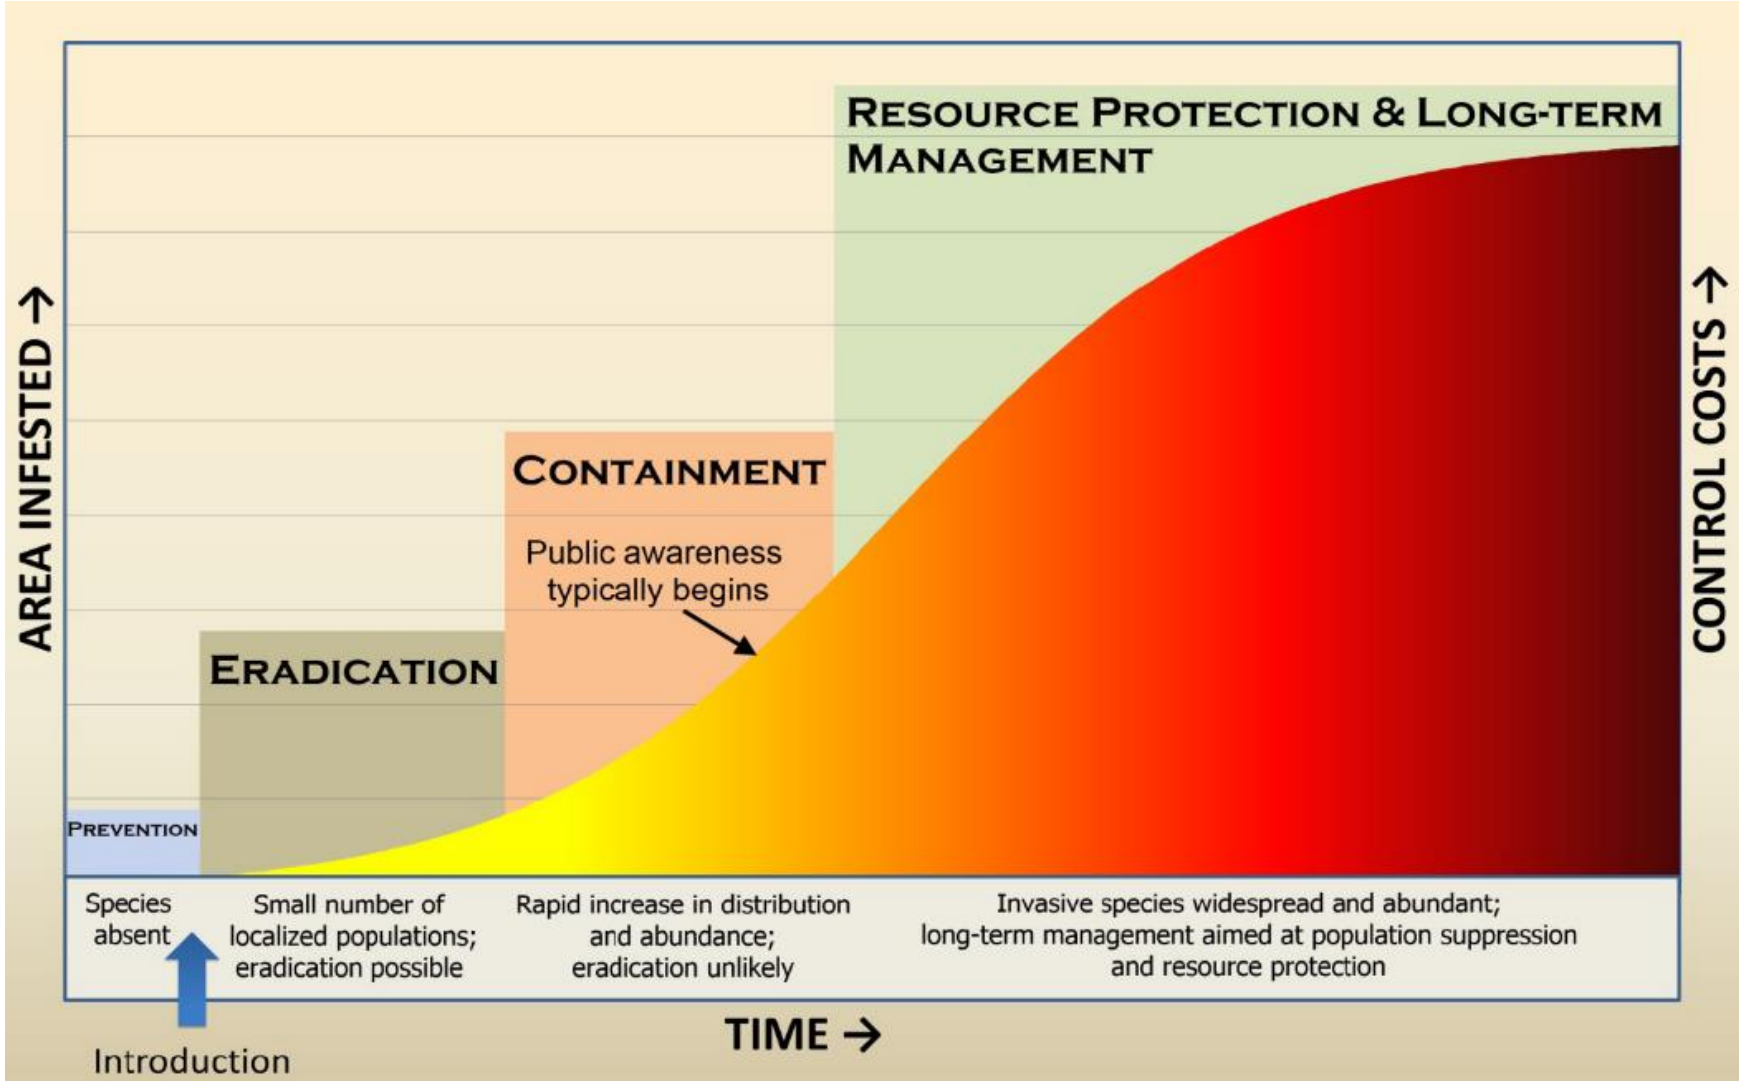 RESOURCE PROTECTION & LONG-TERM
MANAGEMENT
CONTAINMENT
Public awareness
typically begins
ERADICATION
PREVENTION
AREA INFESTED →
CONTROL COSTS →
Species
absent
Small number of
localized populations;
eradication possible
Rapid increase in distribution
and abundance;
eradication unlikely
Invasive species widespread and abundant;
long-term management aimed at population suppression
and resource protection
TIME →
Introduction